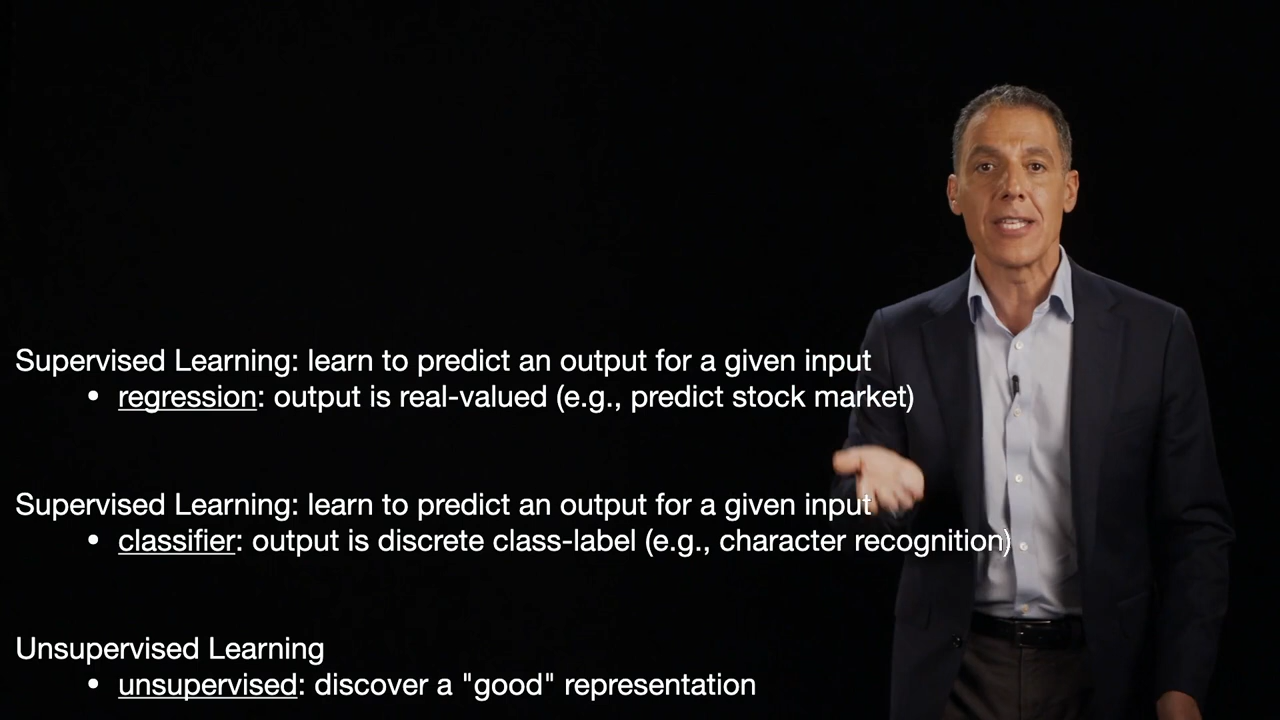 Supervised Learning: learn to predict an output for a given input
• regression: output is real-valued (e.g., predict stock market)
Supervised Learning: learn to predict an output for a given input
• classifier: output is discrete class-label (e.g., character recognition)
Unsupervised Learning
• unsupervised: discover a "good" representation